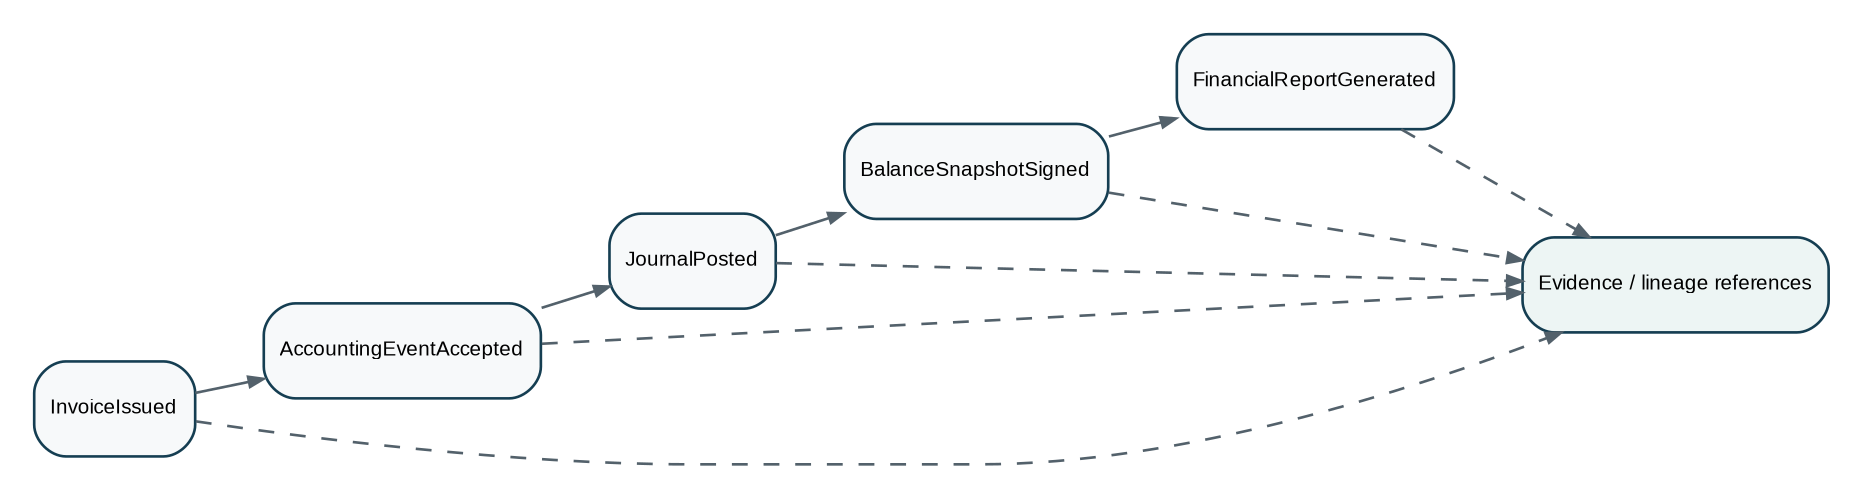 FinancialReportGenerated
BalanceSnapshotSigned
JournalPosted
Evidence / lineage references
AccountingEventAccepted
InvoiceIssued